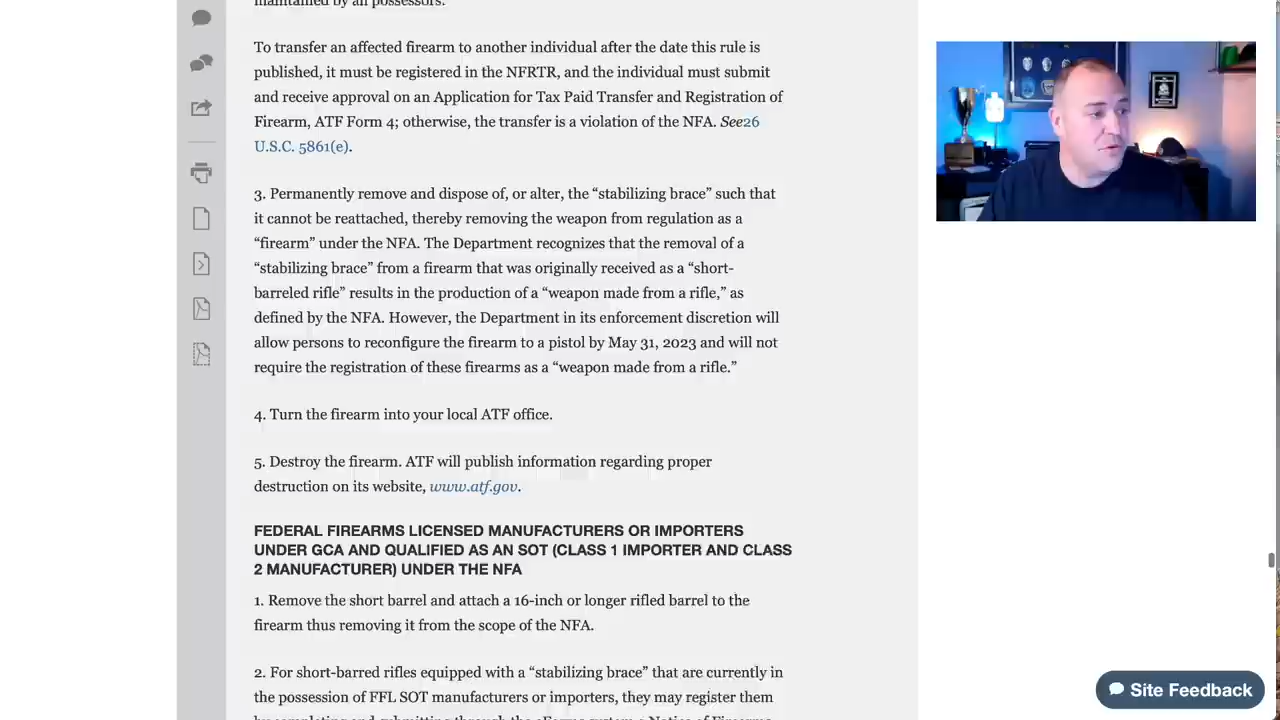 maintained by all possessors.
To transfer an affected firearm to another individual after the date this rule is
published, it must be registered in the NFRTR, and the individual must submit
and receive approval on an Application for Tax Paid Transfer and Registration of
Firearm, ATF Form 4; otherwise, the transfer is a violation of the NFA. See26
U.S.C. 5861(e).
3. Permanently remove and dispose of, or alter, the “stabilizing brace” such that
it cannot be reattached, thereby removing the weapon from regulation as a
“firearm” under the NFA. The Department recognizes that the removal of a
“stabilizing brace” from a firearm that was originally received as a “short-
barreled rifle” results in the production of a “weapon made from a rifle,” as
defined by the NFA. However, the Department in its enforcement discretion will
allow persons to reconfigure the firearm to a pistol by May 31, 2023 and will not
require the registration of these firearms as a “weapon made from a rifle.”
4. Turn the firearm into your local ATF office.
5. Destroy the firearm. ATF will publish information regarding proper
destruction on its website, www.atf.gov.
FEDERAL FIREARMS LICENSED MANUFACTURERS OR IMPORTERS
UNDER GCA AND QUALIFIED AS AN SOT (CLASS 1 IMPORTER AND CLASS
2 MANUFACTURER) UNDER THE NFA
1. Remove the short barrel and attach a 16-inch or longer rifled barrel to the
firearm thus removing it from the scope of the NFA.
2. For short-barred rifles equipped with a “stabilizing brace” that are currently in
the possession of FFL SOT manufacturers or importers, they may register them
by completing and submitting through the eForms system a Notice of Firearms
Site Feedback